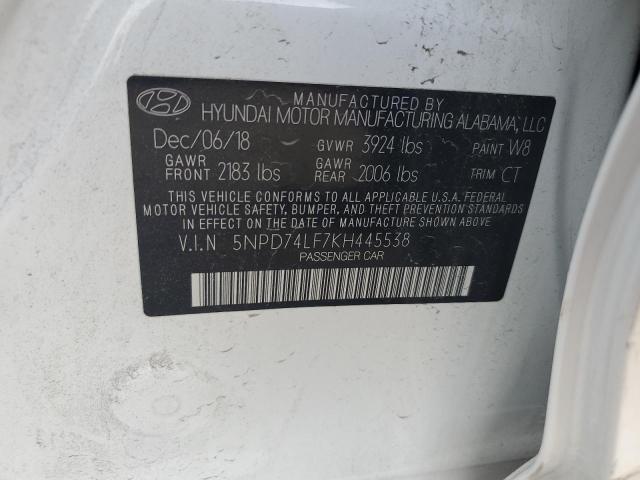 MANUFACTURED BY
HYUNDAI MOTOR MANUFACTURING ALABAMA, LLC
Dec/06/18 GVWR 3924 lbs PAINT W8
GAWR FRONT 2183 lbs GAWR REAR 2006 lbs TRIM CT
THIS VEHICLE CONFORMS TO ALL APPLICABLE U.S.A. FEDERAL
MOTOR VEHICLE SAFETY, BUMPER, AND THEFT PREVENTION STANDARDS
IN EFFECT ON THE DATE OF MANUFACTURE SHOWN ABOVE
V.I.N 5NPD74LF7KH445538
PASSENGER CAR